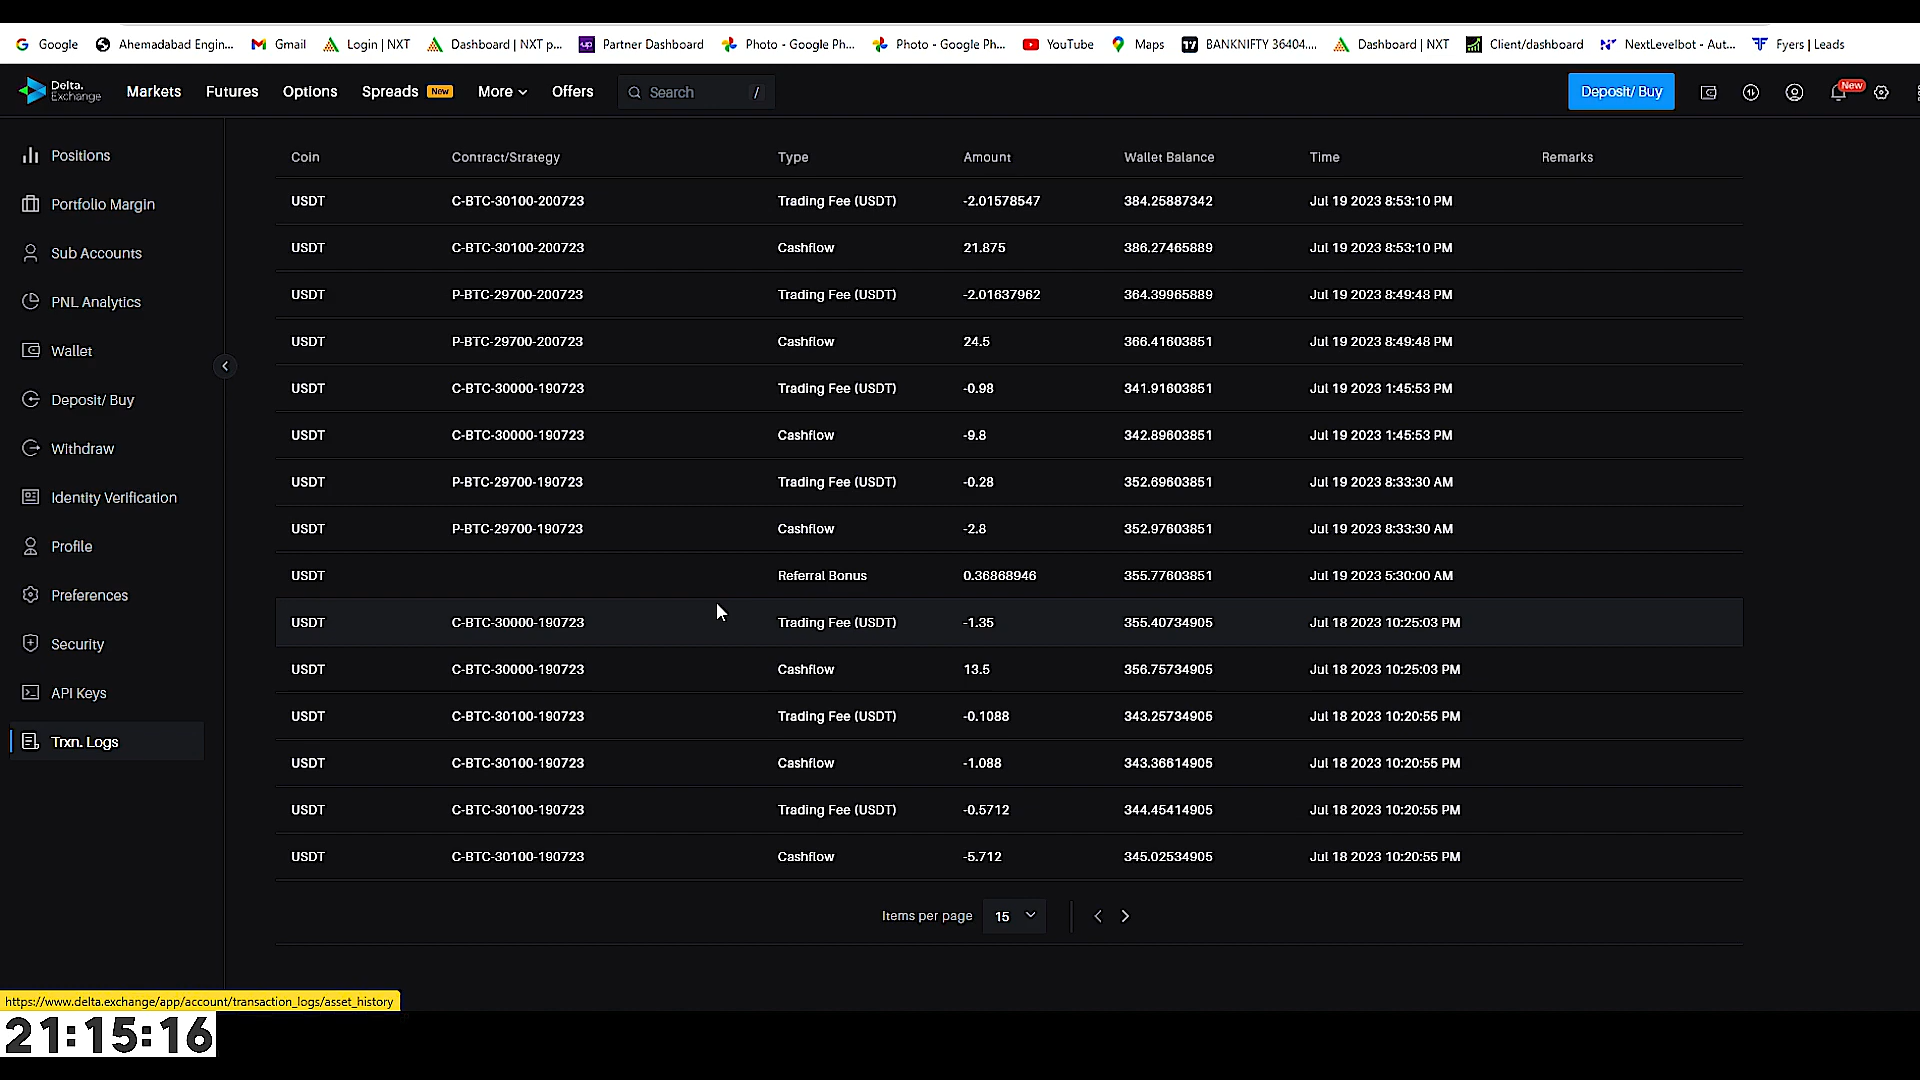 Google Ahemadabad Engin... Gmail Login | NXT Dashboard | NXT p... Partner Dashboard Photo - Google Ph... Photo - Google Ph... YouTube Maps BANKNIFTY 36404.... Dashboard | NXT Client/dashboard NextLevelbot - Aut... Fyers | Leads
Delta. Exchange Markets Futures Options Spreads New More Offers Search / Deposit/ Buy New
Positions
Portfolio Margin
Sub Accounts
PNL Analytics
Wallet
Deposit/ Buy
Withdraw
Identity Verification
Profile
Preferences
Security
API Keys
Trxn. Logs
Coin Contract/Strategy Type Amount Wallet Balance Time Remarks
USDT C-BTC-30100-200723 Trading Fee (USDT) -2.01578547 384.25887342 Jul 19 2023 8:53:10 PM
USDT C-BTC-30100-200723 Cashflow 21.875 386.27465889 Jul 19 2023 8:53:10 PM
USDT P-BTC-29700-200723 Trading Fee (USDT) -2.01637962 364.39965889 Jul 19 2023 8:49:48 PM
USDT P-BTC-29700-200723 Cashflow 24.5 366.41603851 Jul 19 2023 8:49:48 PM
USDT C-BTC-30000-190723 Trading Fee (USDT) -0.98 341.91603851 Jul 19 2023 1:45:53 PM
USDT C-BTC-30000-190723 Cashflow -9.8 342.89603851 Jul 19 2023 1:45:53 PM
USDT P-BTC-29700-190723 Trading Fee (USDT) -0.28 352.69603851 Jul 19 2023 8:33:30 AM
USDT P-BTC-29700-190723 Cashflow -2.8 352.97603851 Jul 19 2023 8:33:30 AM
USDT Referral Bonus 0.36868946 355.77603851 Jul 19 2023 5:30:00 AM
USDT C-BTC-30000-190723 Trading Fee (USDT) -1.35 355.40734905 Jul 18 2023 10:25:03 PM
USDT C-BTC-30000-190723 Cashflow 13.5 356.75734905 Jul 18 2023 10:25:03 PM
USDT C-BTC-30100-190723 Trading Fee (USDT) -0.1088 343.25734905 Jul 18 2023 10:20:55 PM
USDT C-BTC-30100-190723 Cashflow -1.088 343.36614905 Jul 18 2023 10:20:55 PM
USDT C-BTC-30100-190723 Trading Fee (USDT) -0.5712 344.45414905 Jul 18 2023 10:20:55 PM
USDT C-BTC-30100-190723 Cashflow -5.712 345.02534905 Jul 18 2023 10:20:55 PM
Items per page 15
https://www.delta.exchange/app/account/transaction_logs/asset_history
21:15:16